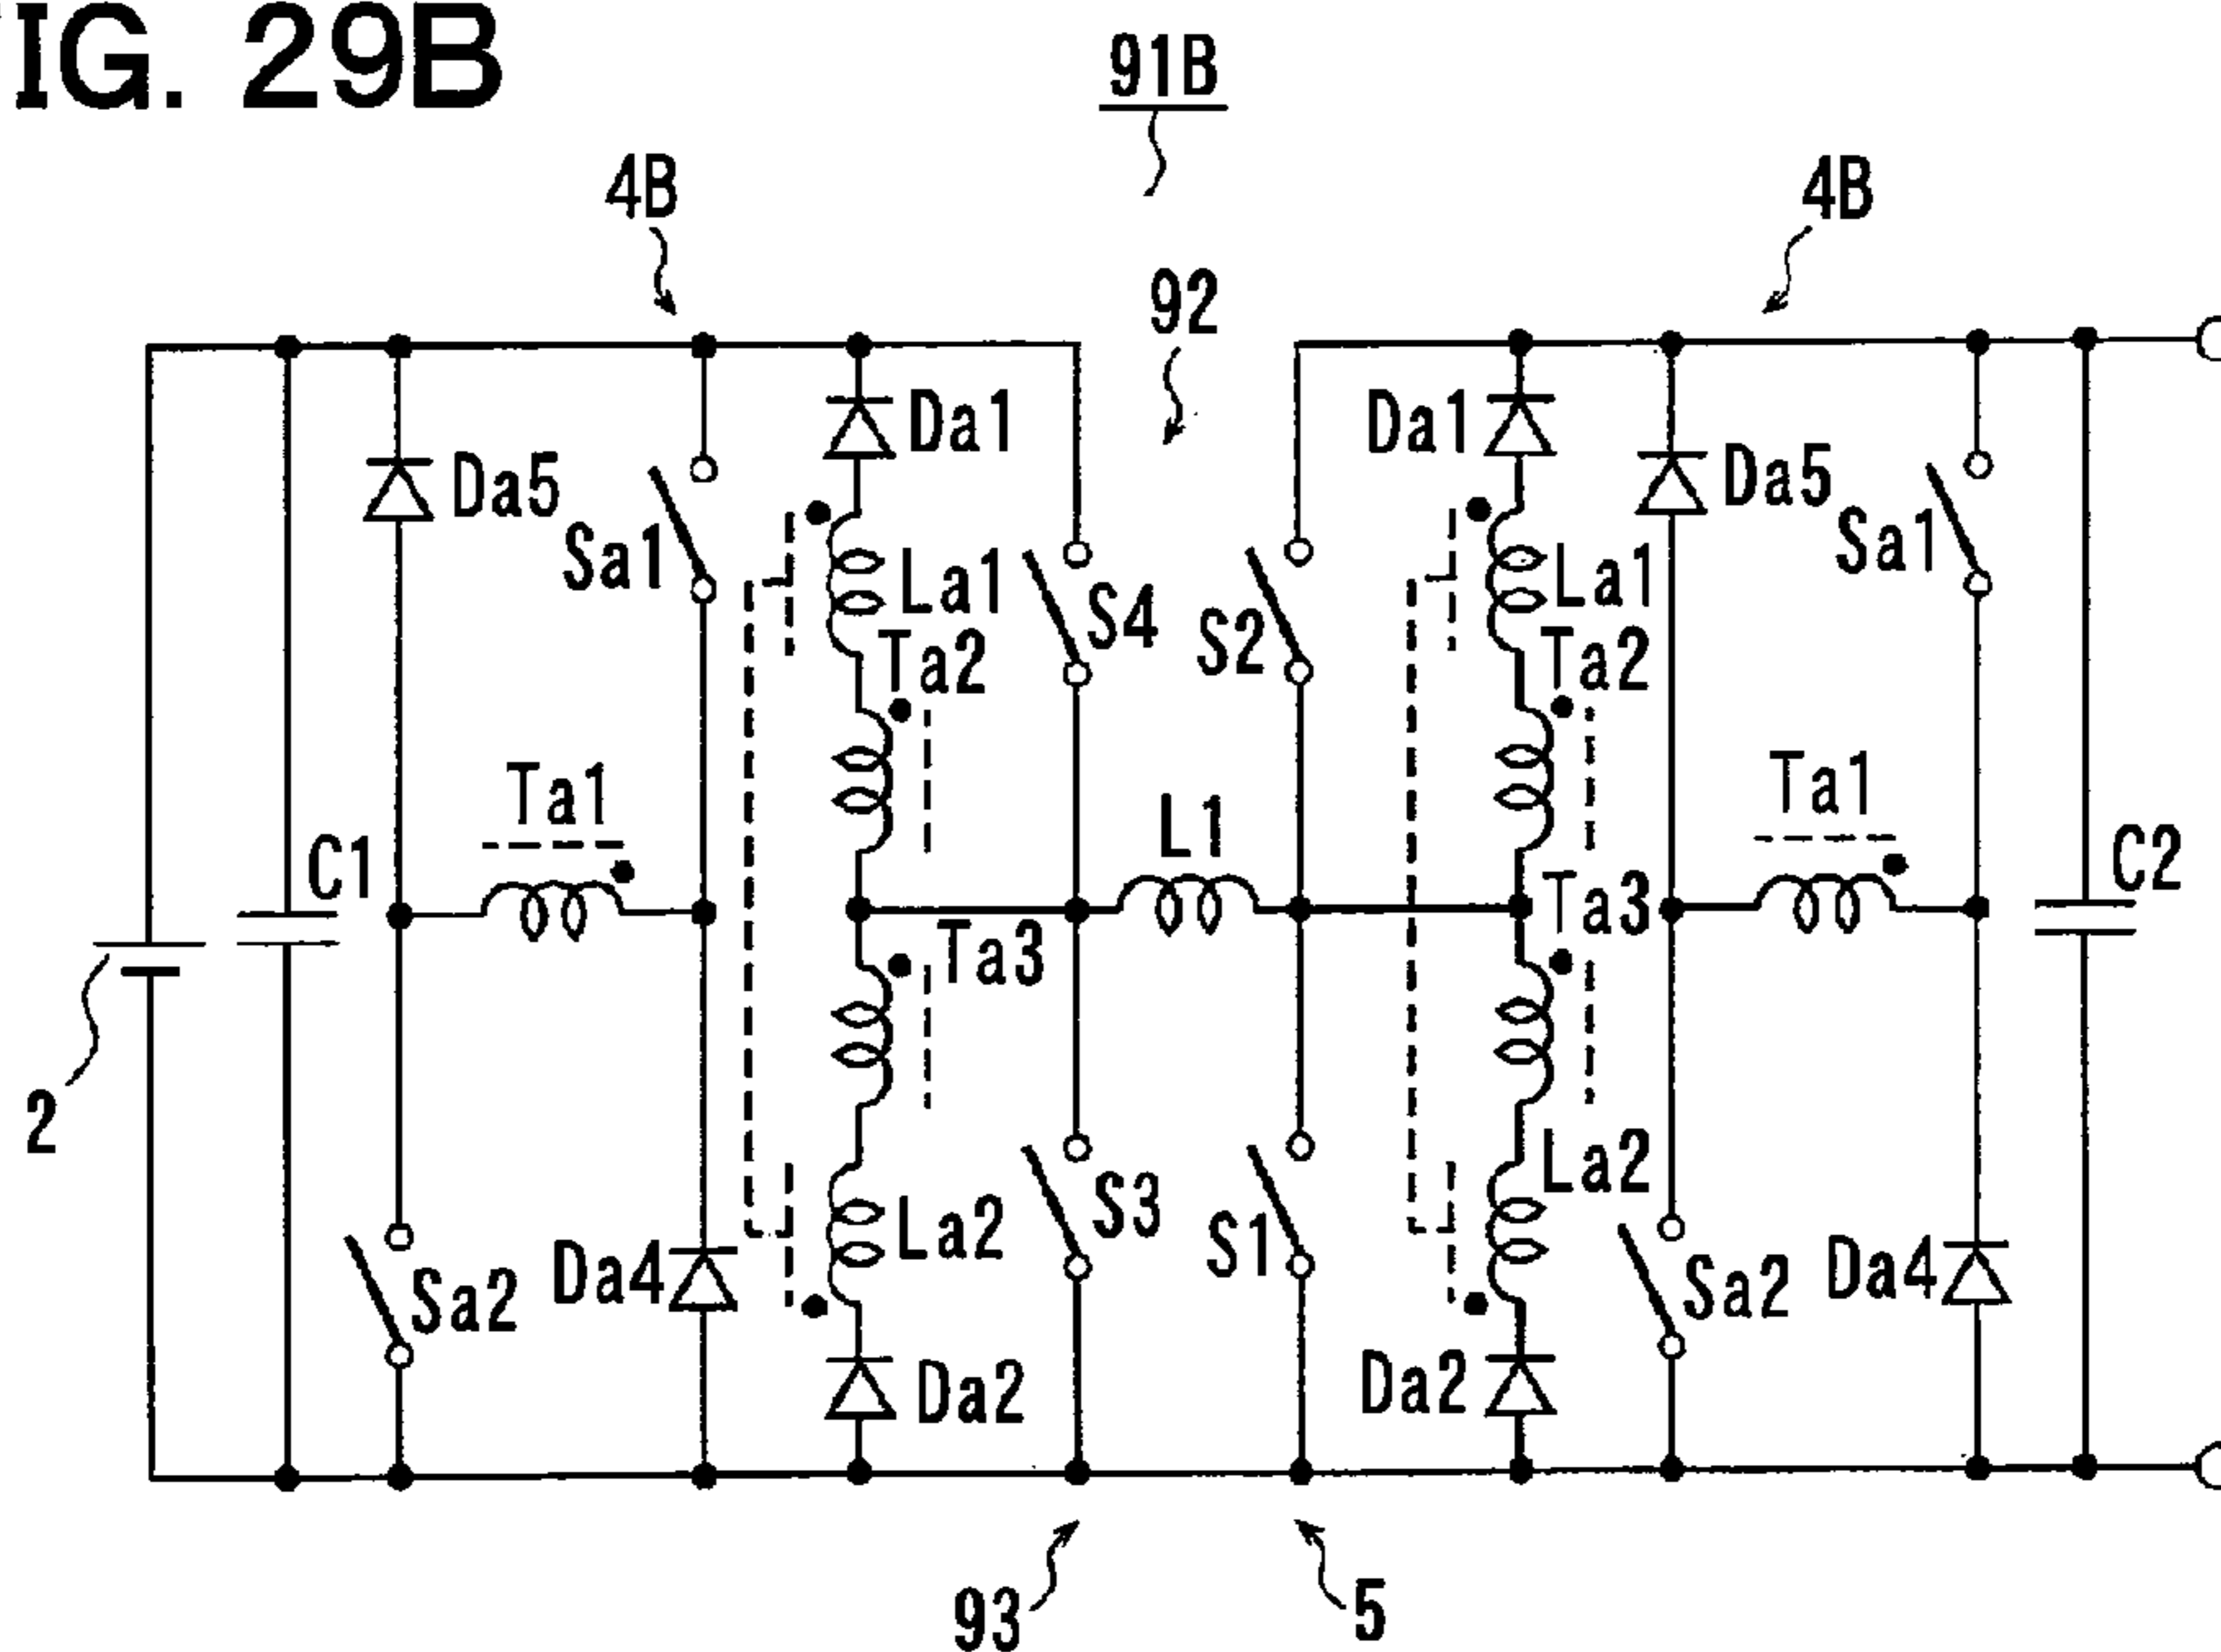 IG. 29B
91B
4B
4B
92
Da1
Da1
Da5
Da5
Sa1
Sa1
La1
La1
S4
S2
Ta2
Ta2
Ta1
Ta1
L1
C1
C2
Ta3
Ta3
2
La2
La2
S3
S1
Sa2
Da4
Sa2
Da4
Da2
Da2
93
5